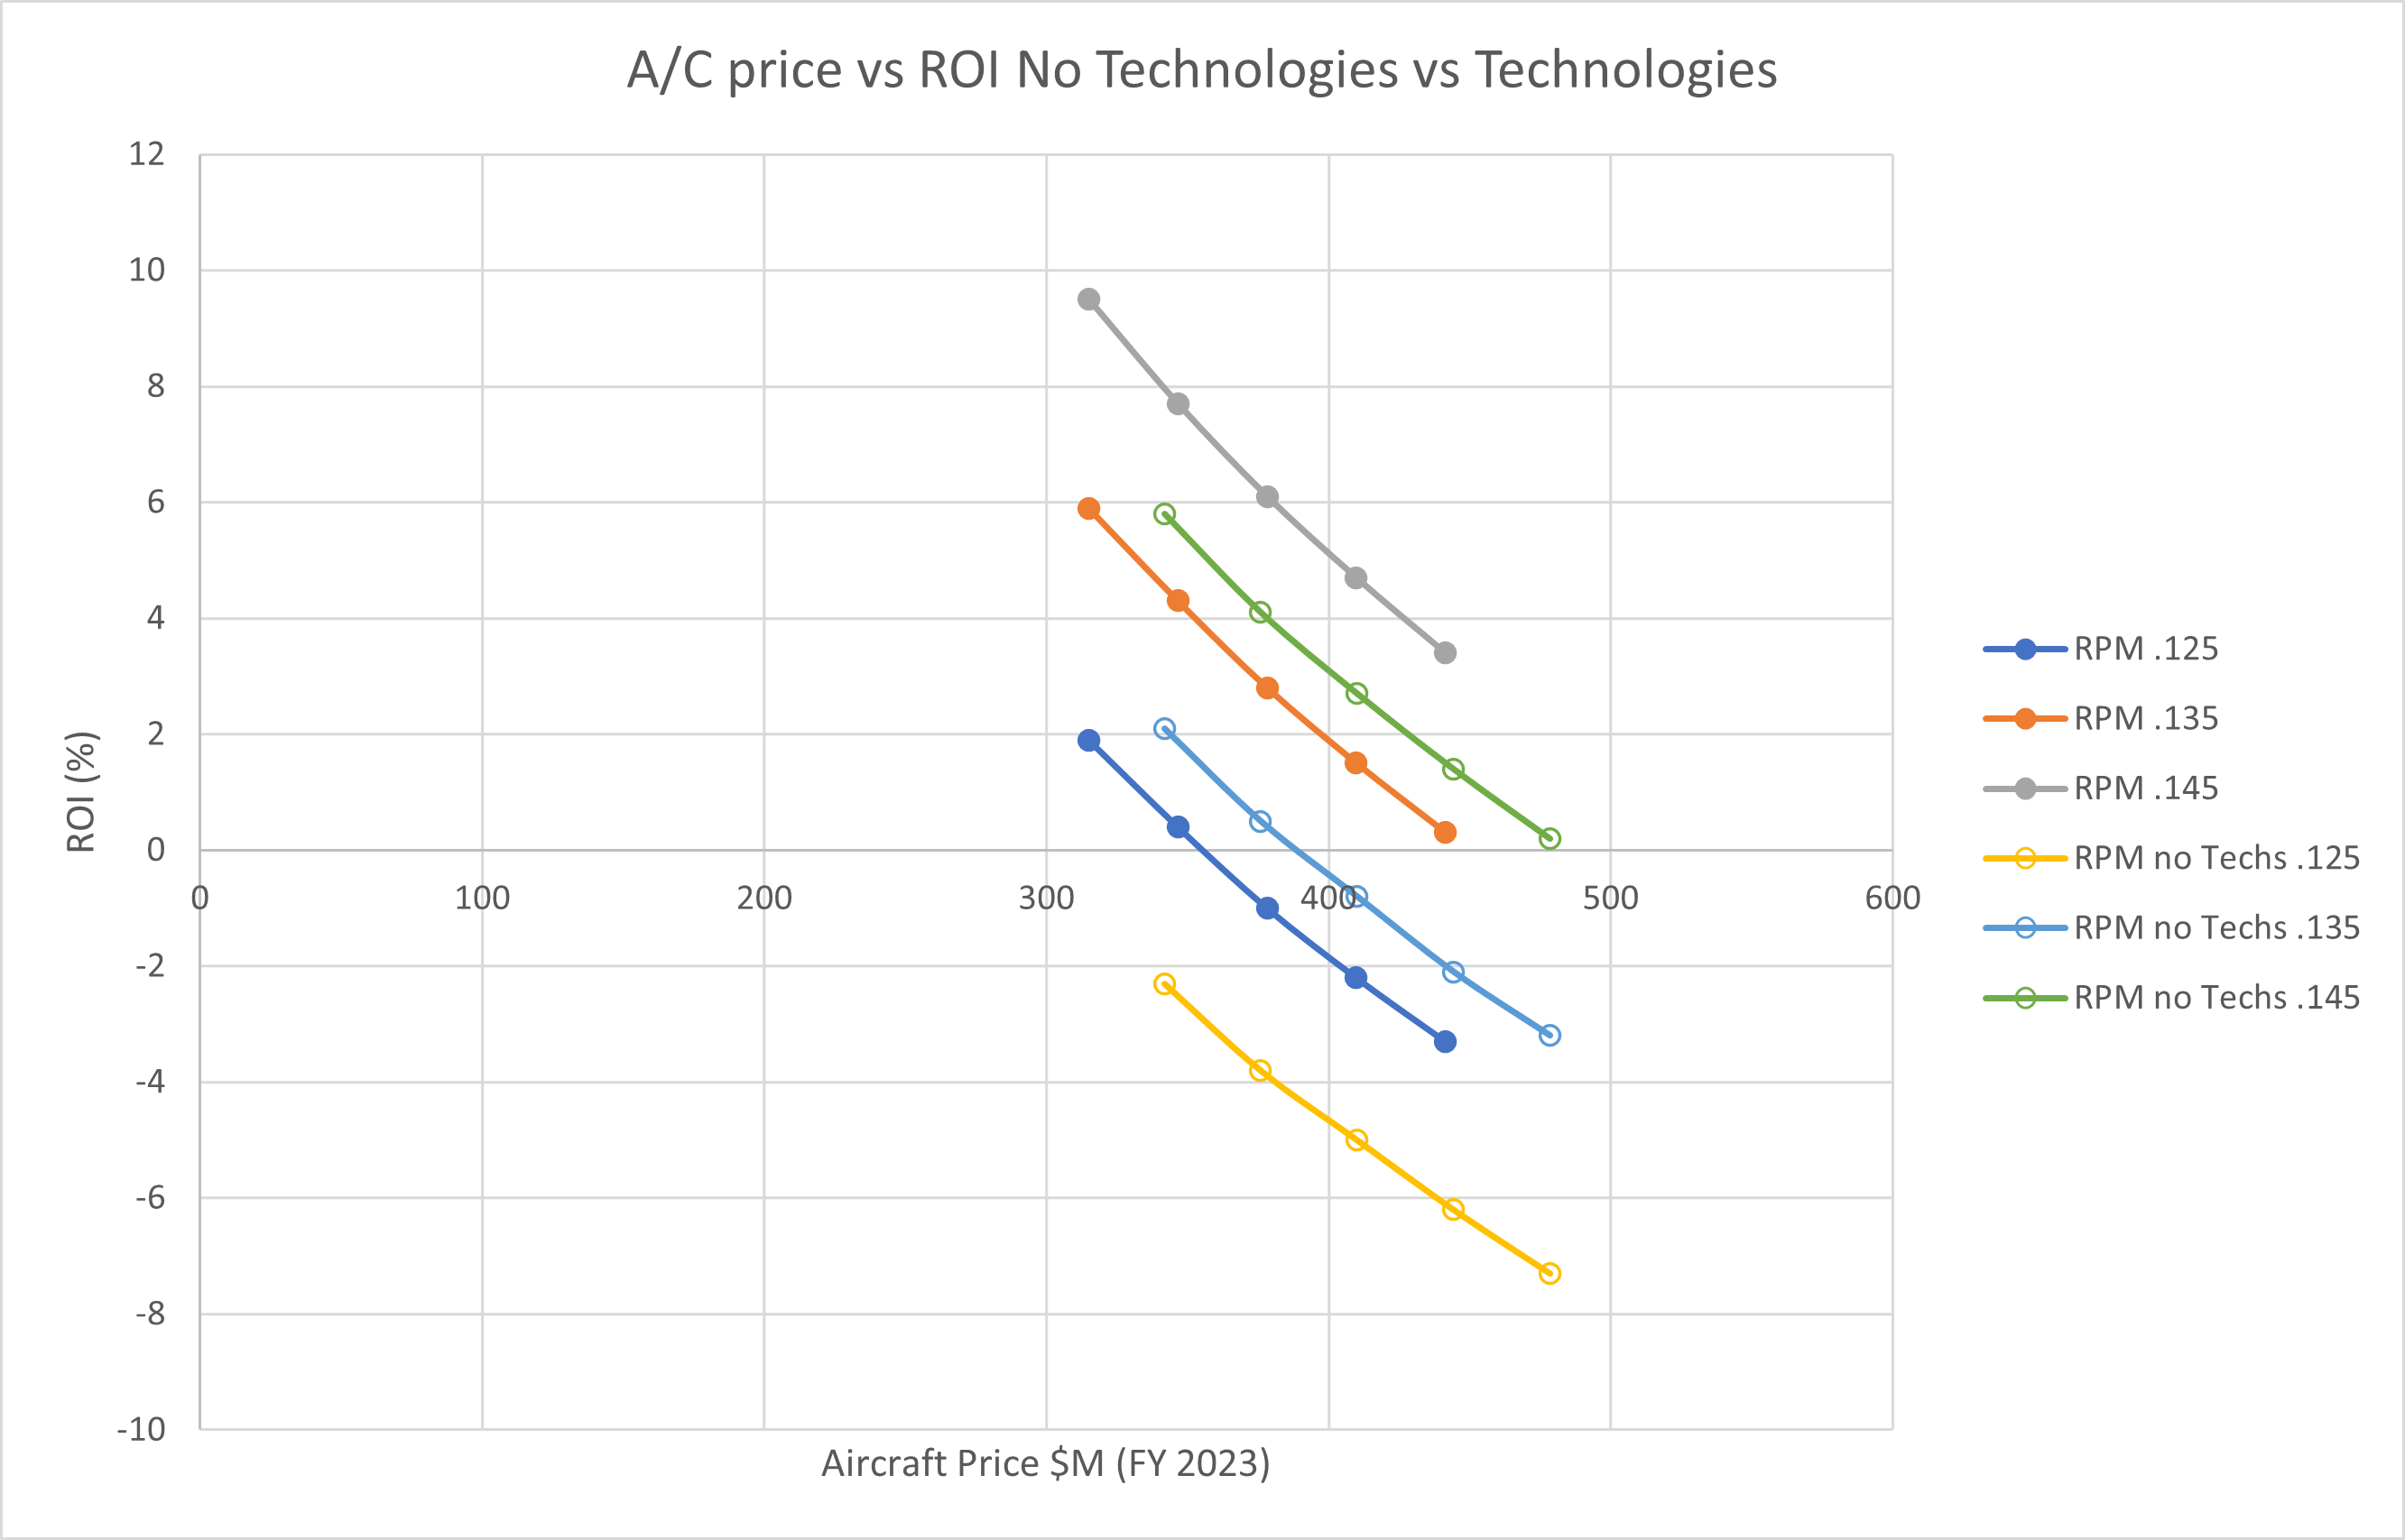 A/C price vs ROI No Technologies vs Technologies
12
10
8
6
4
2
0
-2
-4
-6
-8
-10
ROI (%)
0 100 200 300 400 500 600
Aircraft Price $M (FY 2023)
RPM .125
RPM .135
RPM .145
RPM no Techs .125
RPM no Techs .135
RPM no Techs .145